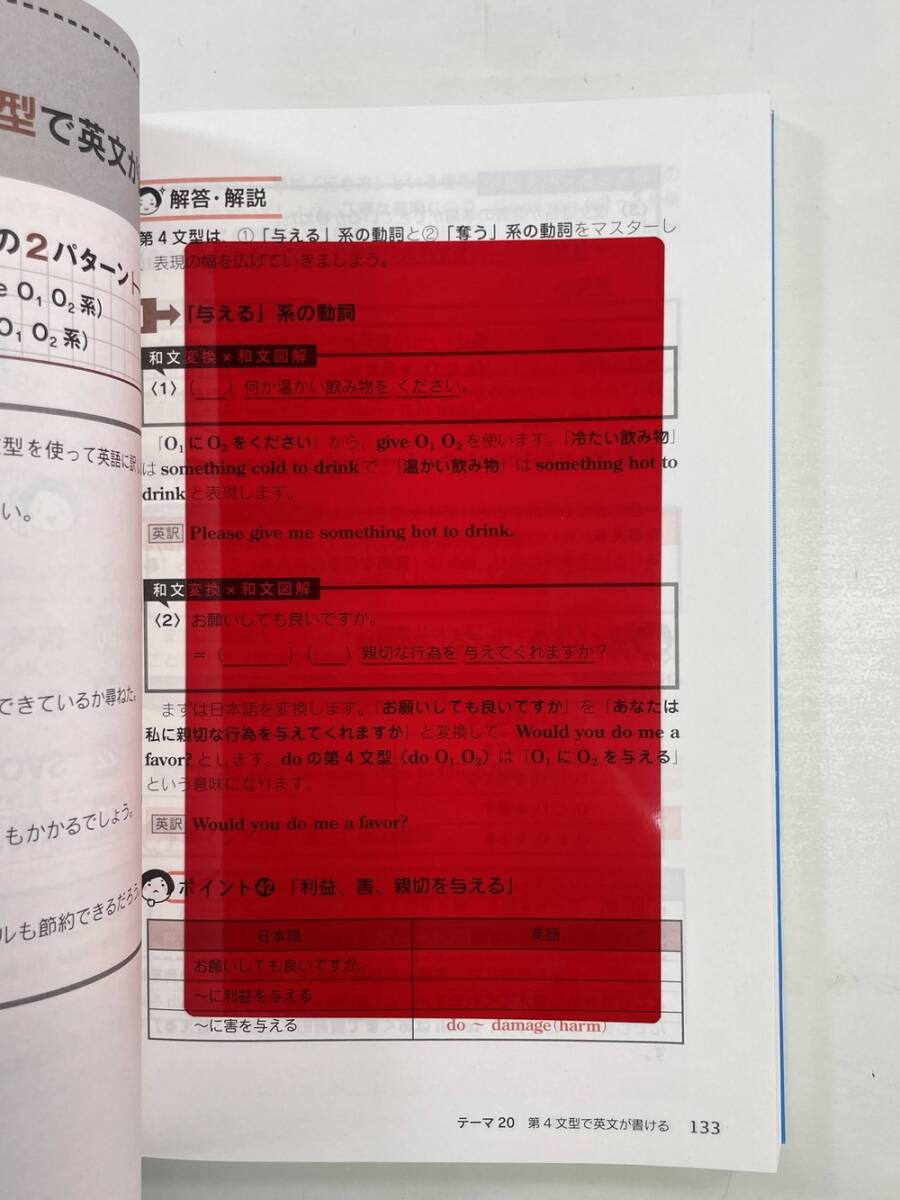 型で英文が
の2パターン
e O₁ O₂ 系)
O₁ O₂ 系)
型を使って英語に訳し
い。
できているか尋ねた。
もかかるでしょう。
ルも節約できるだろう
解答・解説
第4文型は、①「与える」系の動詞と②「奪う」系の動詞をマスターし
表現の幅を広げていきましょう。
「与える」系の動詞
和文変換×和文図解
〈1〉(　)何か温かい飲み物を ください。
「O₁にO₂をください」から、give O₁ O₂を使います。「冷たい飲み物」
は something cold to drink で、「温かい飲み物」は something hot to
drink と表現します。
英訳 Please give me something hot to drink.
和文変換×和文図解
〈2〉お願いしても良いですか。
=(　)(　)親切な行為を 与えてくれますか?
まずは日本語を変換します。「お願いしても良いですか」を「あなたは
私に親切な行為を与えてくれますか」と変換して、Would you do me a
favor? とします。do の第4文型(do O₁ O₂)は「O₁にO₂を与える」
という意味になります。
英訳 Would you do me a favor?
ポイント㊷ 「利益、害、親切を与える」
日本語 英語
お願いしても良いですか。
〜に利益を与える
〜に害を与える do 〜 damage(harm)
テーマ20 第4文型で英文が書ける 133